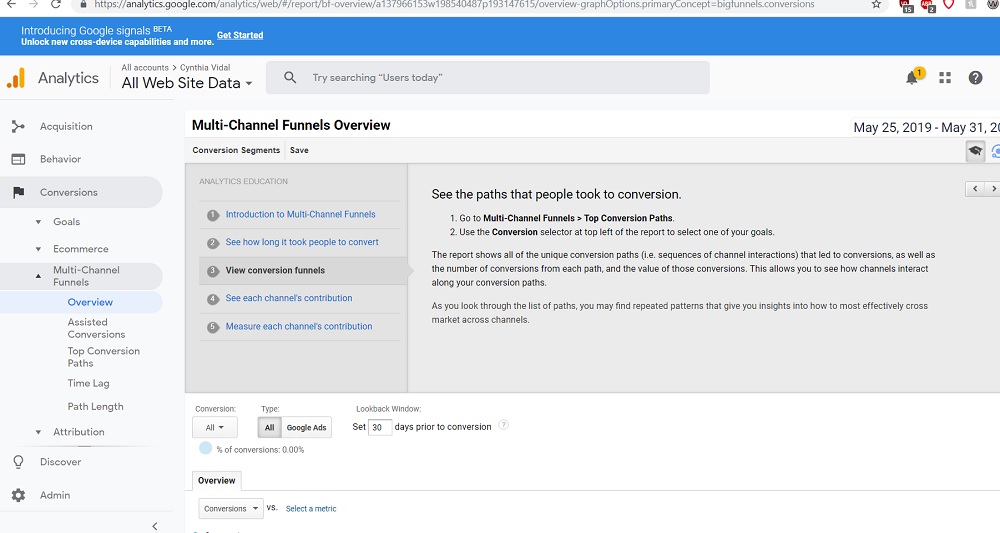 https://analytics.google.com/analytics/web/#/report/bf-overview/a137966153w198540487p193147615/overview-graphOptions.primaryConcept=bigfunnels.conversions
15
2
Introducing Google signals BETA
Unlock new cross-device capabilities and more.
Get Started
Analytics
All accounts > Cynthia Vidal
All Web Site Data
Try searching “Users today”
1
Acquisition
Behavior
Conversions
Goals
Ecommerce
Multi-Channel
Funnels
Overview
Assisted
Conversions
Top Conversion
Paths
Time Lag
Path Length
Attribution
Discover
Admin
Multi-Channel Funnels Overview
May 25, 2019 - May 31, 20
Conversion Segments
Save
ANALYTICS EDUCATION
1 Introduction to Multi-Channel Funnels
2 See how long it took people to convert
3 View conversion funnels
4 See each channel's contribution
5 Measure each channel's contribution
See the paths that people took to conversion.
1. Go to Multi-Channel Funnels > Top Conversion Paths.
2. Use the Conversion selector at top left of the report to select one of your goals.
The report shows all of the unique conversion paths (i.e. sequences of channel interactions) that led to conversions, as well as
the number of conversions from each path, and the value of those conversions. This allows you to see how channels interact
along your conversion paths.
As you look through the list of paths, you may find repeated patterns that give you insights into how to most effectively cross
market across channels.
Conversion:
All
Type:
All
Google Ads
Lookback Window:
Set 30 days prior to conversion ?
% of conversions: 0.00%
Overview
Conversions
VS.
Select a metric